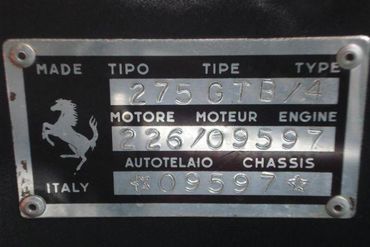 MADE TIPO TIPE TYPE
275 GTB/4
MOTORE MOTEUR ENGINE
226/09597
AUTOTELAIO CHASSIS
ITALY ☆09597☆